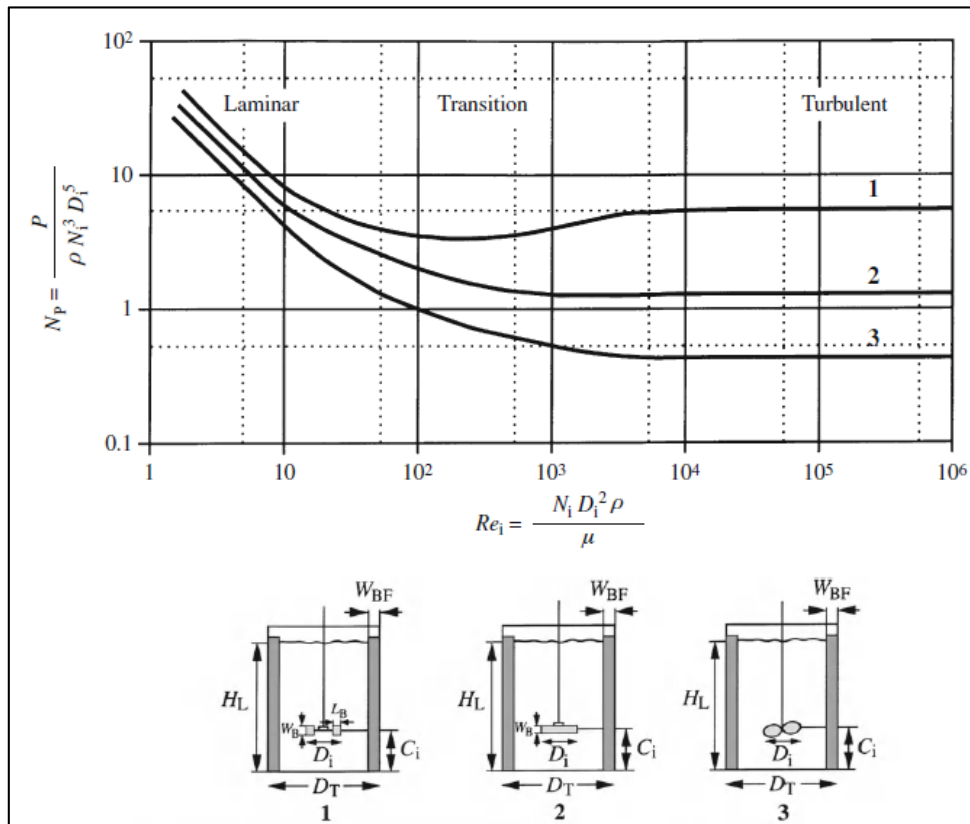 10²
Laminar
Transition
Turbulent
10
1
2
1
3
0.1
N_P = P / ρ N_i³ D_i⁵
1
10
10²
10³
10⁴
10⁵
10⁶
Re_i = N_i D_i² ρ / μ
W_BF
W_BF
W_BF
H_L
L_B
W_B
D_i
C_i
D_T
1
H_L
W_B
D_i
C_i
D_T
2
H_L
D_i
C_i
D_T
3